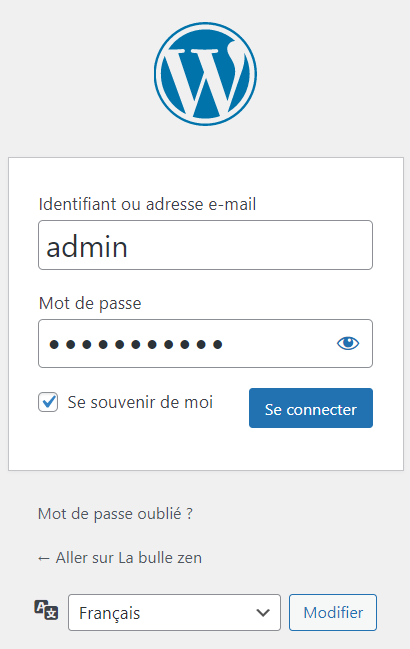 Identifiant ou adresse e-mail
admin
Mot de passe
●●●●●●●●●●●
Se souvenir de moi
Se connecter
Mot de passe oublié ?
← Aller sur La bulle zen
Français
Modifier